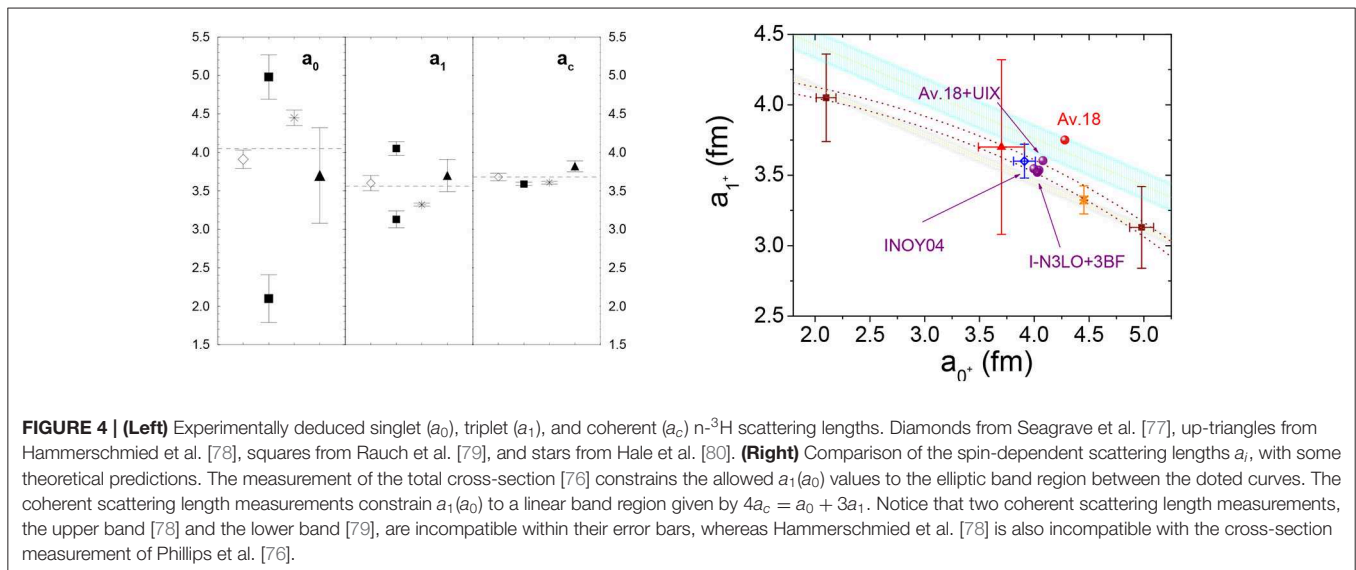 5.5
5.0
4.5
4.0
3.5
3.0
2.5
2.0
1.5
a₀
a₁
a꜀
5.5
5.0
4.5
4.0
3.5
3.0
2.5
2.0
1.5
4.5
4.0
3.5
3.0
2.5
a₁⁺ (fm)
Av.18+UIX
Av.18
INOY04
I-N3LO+3BF
2.0 2.5 3.0 3.5 4.0 4.5 5.0
a₀⁺ (fm)
FIGURE 4 | (Left) Experimentally deduced singlet (a₀), triplet (a₁), and coherent (a꜀) n-³H scattering lengths. Diamonds from Seagrave et al. [77], up-triangles from
Hammerschmied et al. [78], squares from Rauch et al. [79], and stars from Hale et al. [80]. (Right) Comparison of the spin-dependent scattering lengths aᵢ, with some
theoretical predictions. The measurement of the total cross-section [76] constrains the allowed a₁(a₀) values to the elliptic band region between the doted curves. The
coherent scattering length measurements constrain a₁(a₀) to a linear band region given by 4a꜀ = a₀ + 3a₁. Notice that two coherent scattering length measurements,
the upper band [78] and the lower band [79], are incompatible within their error bars, whereas Hammerschmied et al. [78] is also incompatible with the cross-section
measurement of Phillips et al. [76].